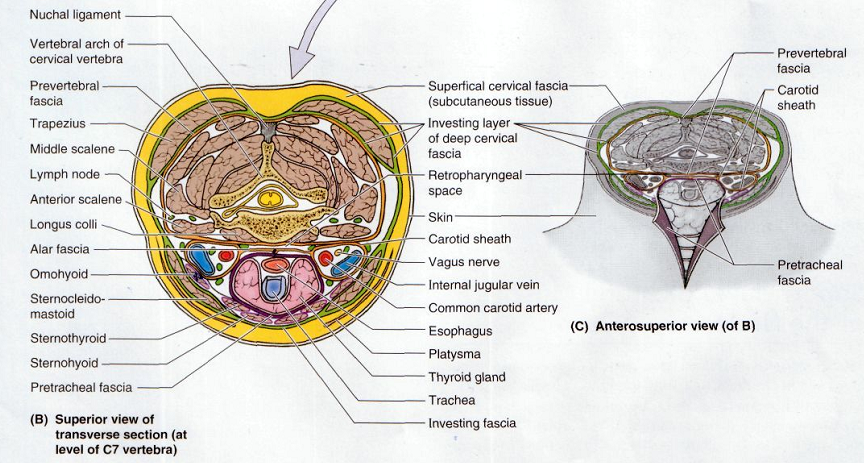 Nuchal ligament
Vertebral arch of
cervical vertebra
Prevertebral
fascia
Trapezius
Middle scalene
Lymph node
Anterior scalene
Longus colli
Alar fascia
Omohyoid
Sternocleido-
mastoid
Sternothyroid
Sternohyoid
Pretracheal fascia
(B) Superior view of
transverse section (at
level of C7 vertebra)
Superfical cervical fascia
(subcutaneous tissue)
Investing layer
of deep cervical
fascia
Retropharyngeal
space
Skin
Carotid sheath
Vagus nerve
Internal jugular vein
Common carotid artery
Esophagus
Platysma
Thyroid gland
Trachea
Investing fascia
Prevertebral
fascia
Carotid
sheath
Pretracheal
fascia
(C) Anterosuperior view (of B)